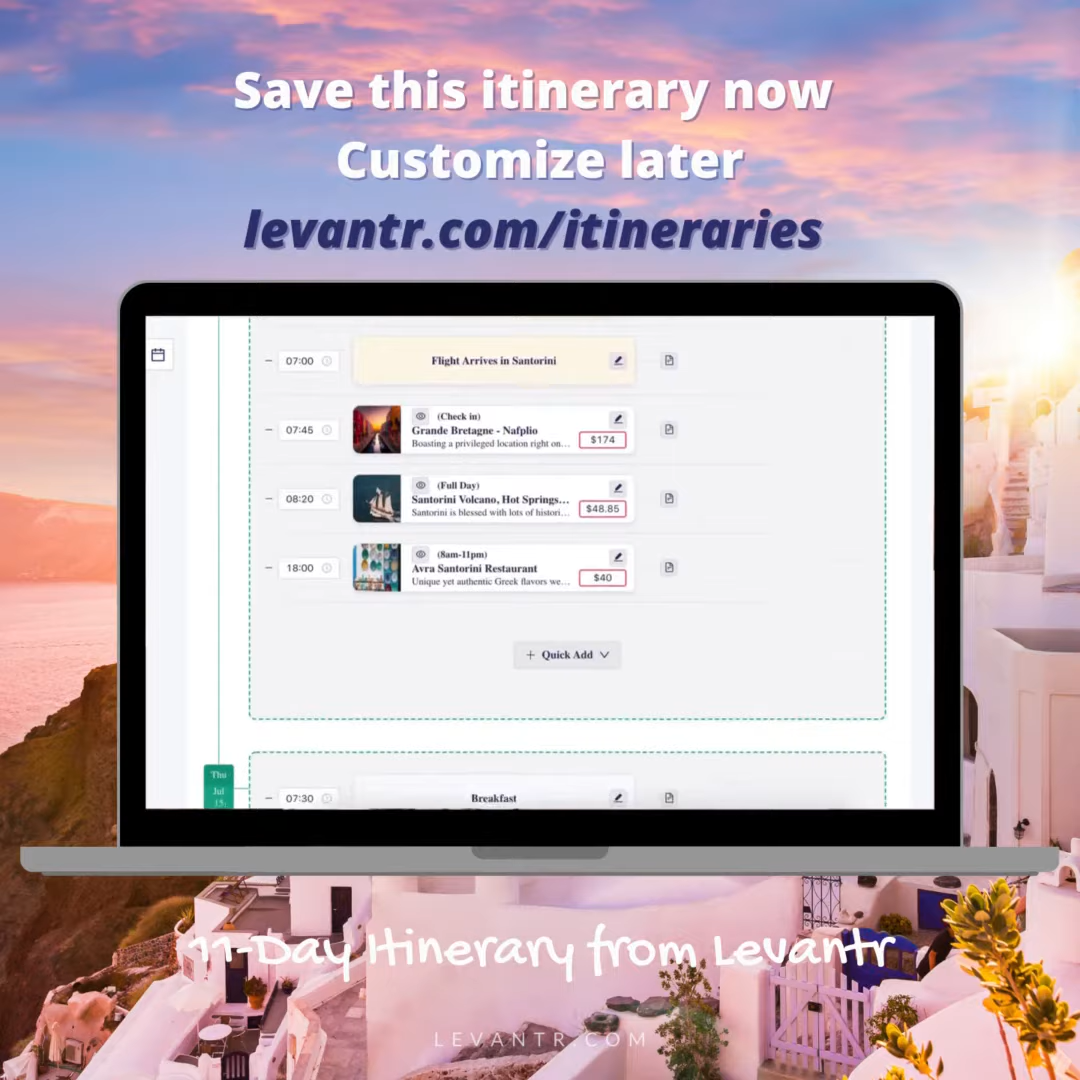 Save this itinerary now
Customize later
levantr.com/itineraries
07:00
Flight Arrives in Santorini
07:45
(Check in)
Grande Bretagne - Nafplio
Boasting a privileged location right on...
$174
08:20
(Full Day)
Santorini Volcano, Hot Springs...
Santorini is blessed with lots of histori...
$48.85
18:00
(8am-11pm)
Avra Santorini Restaurant
Unique yet authentic Greek flavors we...
$40
+ Quick Add
Thu
Jul
15:
07:30
Breakfast
11-Day Itinerary from Levantr
LEVANTR.COM